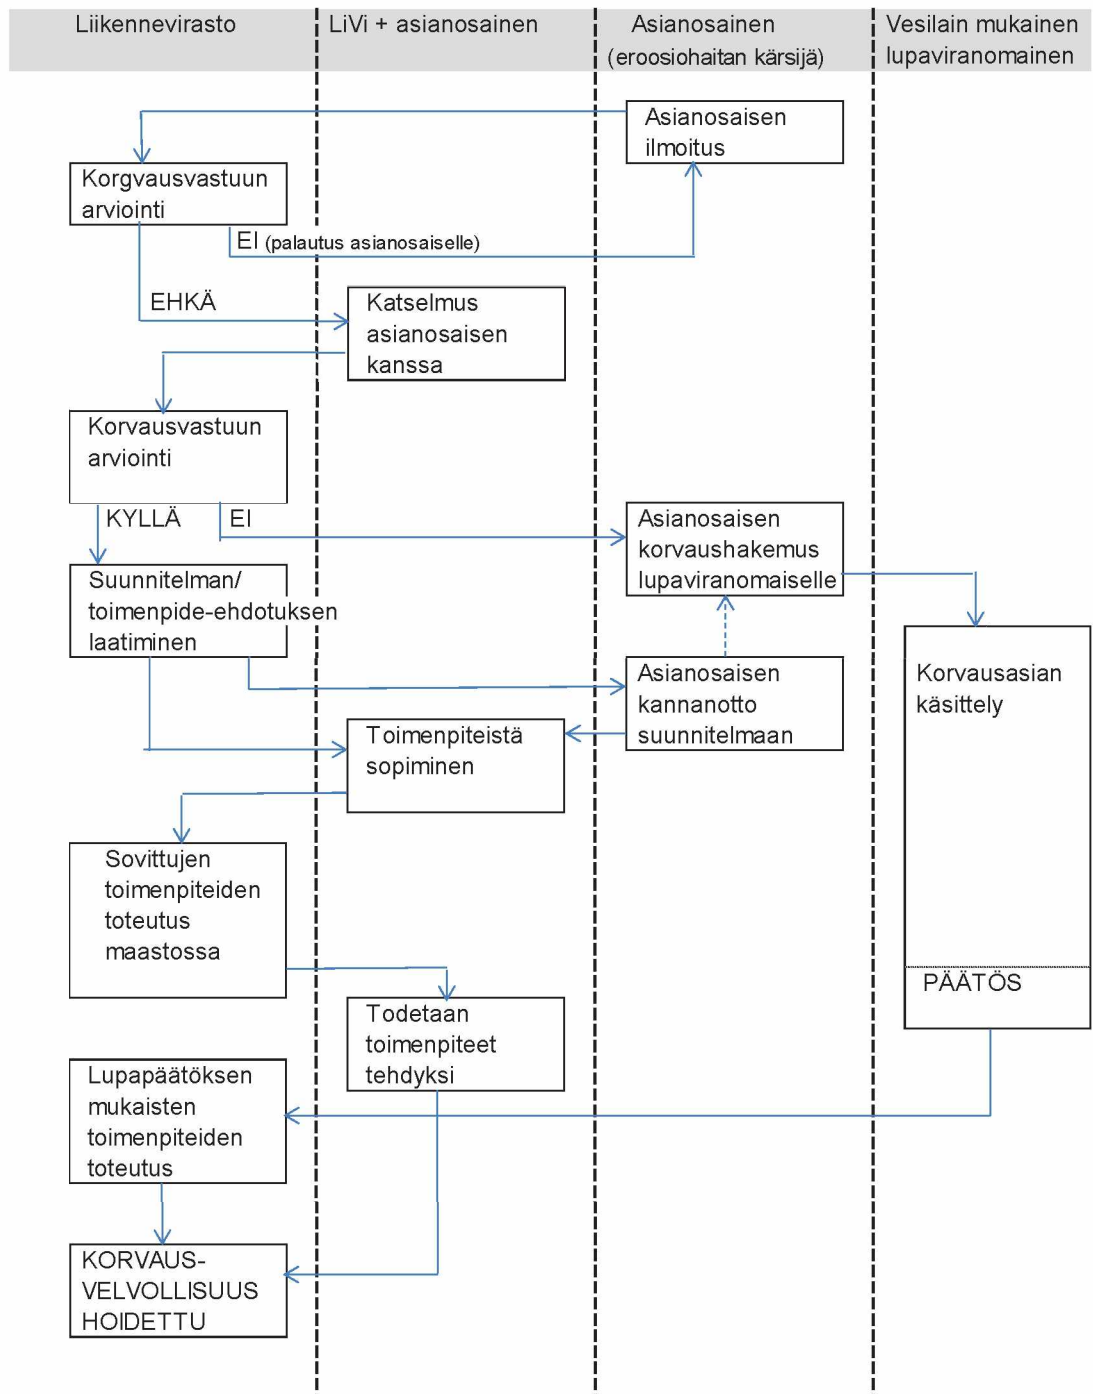 Liikennevirasto
LiVi + asianosainen
Asianosainen
(eroosiohaitan kärsijä)
Vesilain mukainen
lupaviranomainen
Asianosaisen
ilmoitus
Korgvausvastuun
arviointi
EI (palautus asianosaiselle)
EHKÄ
Katselmus
asianosaisen
kanssa
Korvausvastuun
arviointi
KYLLÄ
EI
Asianosaisen
korvaushakemus
lupaviranomaiselle
Suunnitelman/
toimenpide-ehdotuksen
laatiminen
Asianosaisen
kannanotto
suunnitelmaan
Korvausasian
käsittely
Toimenpiteistä
sopiminen
Sovittujen
toimenpiteiden
toteutus
maastossa
PÄÄTÖS
Todetaan
toimenpiteet
tehdyksi
Lupapäätöksen
mukaisten
toimenpiteiden
toteutus
KORVAUS-
VELVOLLISUUS
HOIDETTU